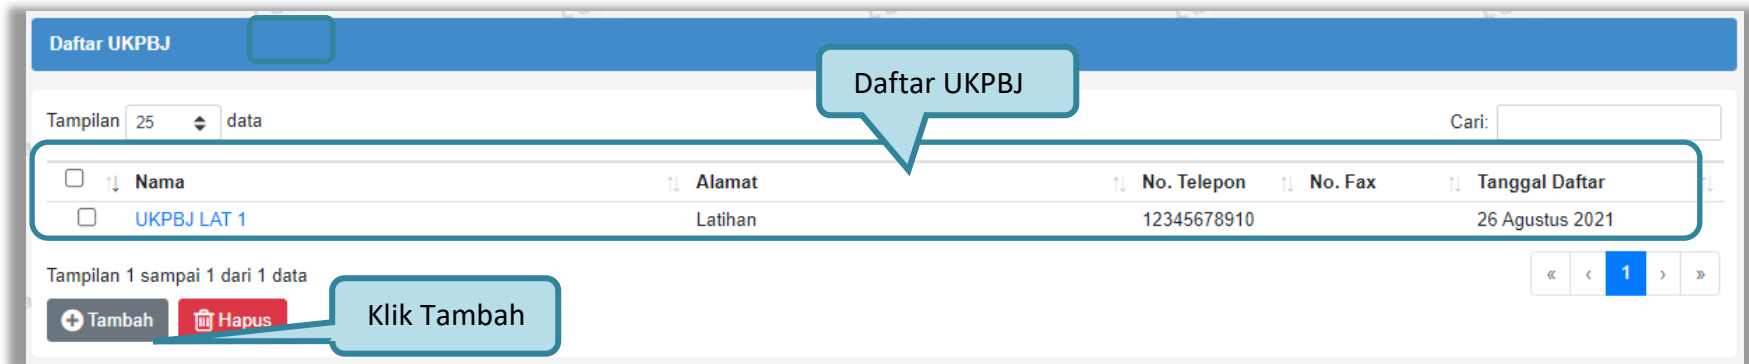 Daftar UKPBJ
Daftar UKPBJ
Tampilan 25 data Cari:
Nama Alamat No. Telepon No. Fax Tanggal Daftar
UKPBJ LAT 1 Latihan 12345678910 26 Agustus 2021
Tampilan 1 sampai 1 dari 1 data « ‹ 1 › »
Tambah Hapus Klik Tambah